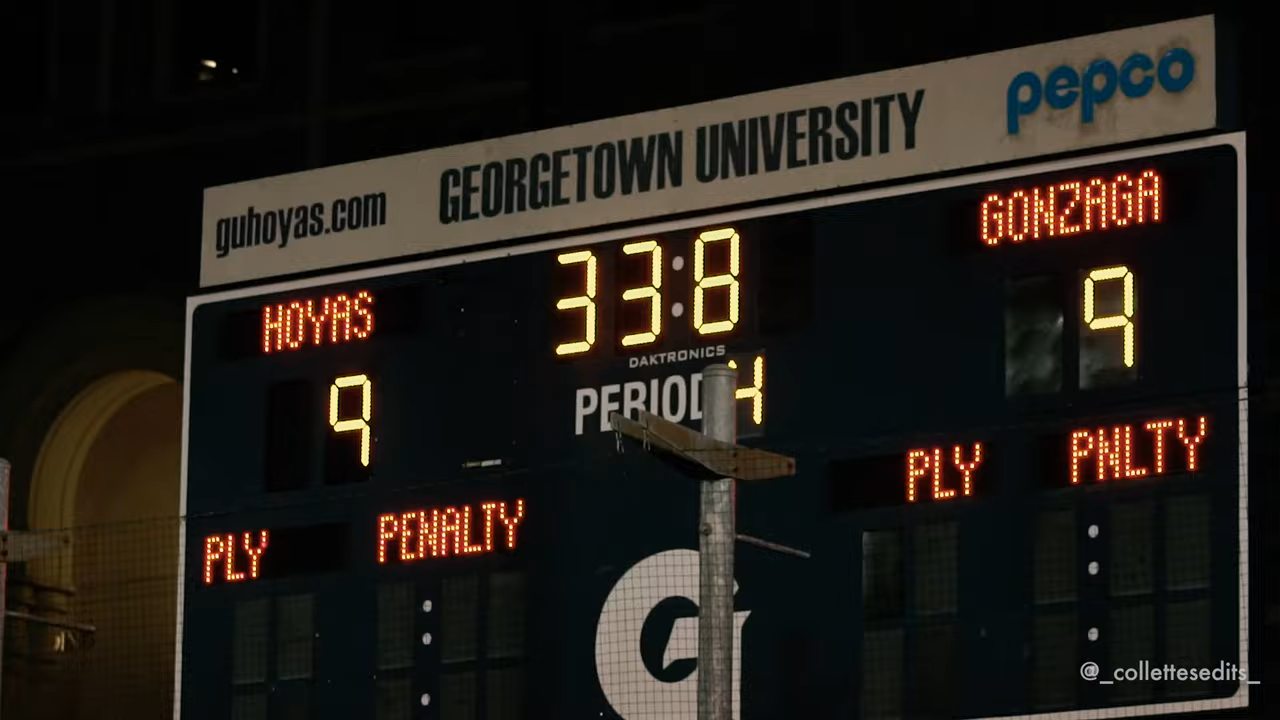 guhoyas.com GEORGETOWN UNIVERSITY pepco
HOYAS 33:8 GONZAGA
DAKTRONICS
9 PERIOD 4 9
PLY PENALTY PLY PNLTY
G
@_collettesedits_